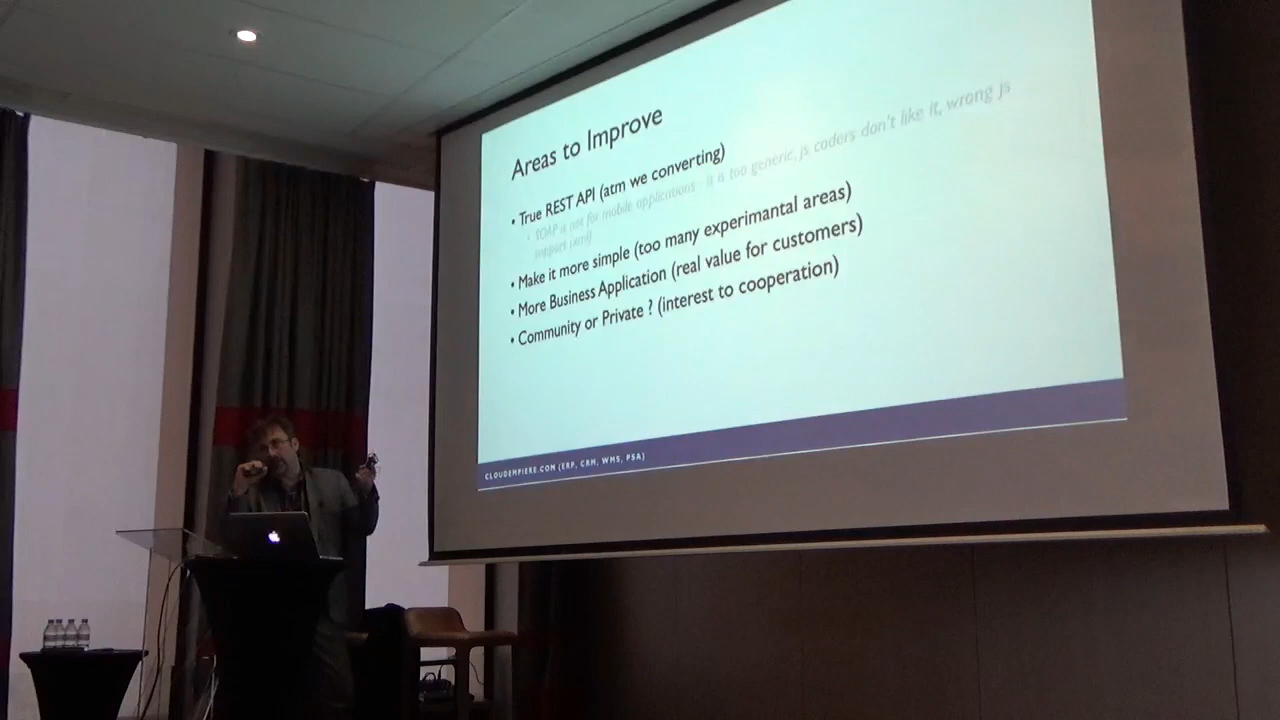 Areas to Improve
• True REST API (atm we converting)
• SOAP is not for mobile applications - it is too generic, js coders don't like it, wrong js
support (xml)
• Make it more simple (too many experimantal areas)
• More Business Application (real value for customers)
• Community or Private ? (interest to cooperation)
CLOUDEMPIERE.COM (ERP, CRM, WMS, PSA)